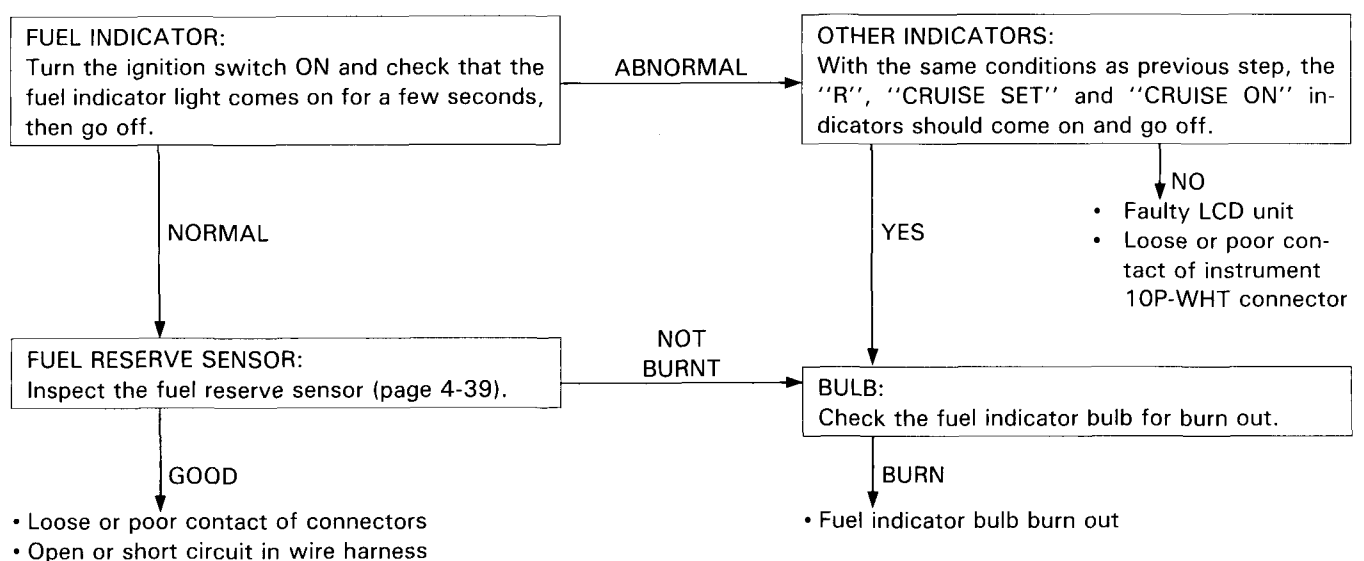 FUEL INDICATOR:
Turn the ignition switch ON and check that the
fuel indicator light comes on for a few seconds,
then go off.
ABNORMAL
OTHER INDICATORS:
With the same conditions as previous step, the
''R'', ''CRUISE SET'' and ''CRUISE ON'' in-
dicators should come on and go off.
NORMAL
YES
NO
• Faulty LCD unit
• Loose or poor con-
tact of instrument
10P-WHT connector
FUEL RESERVE SENSOR:
Inspect the fuel reserve sensor (page 4-39).
NOT
BURNT
BULB:
Check the fuel indicator bulb for burn out.
GOOD
• Loose or poor contact of connectors
• Open or short circuit in wire harness
BURN
• Fuel indicator bulb burn out